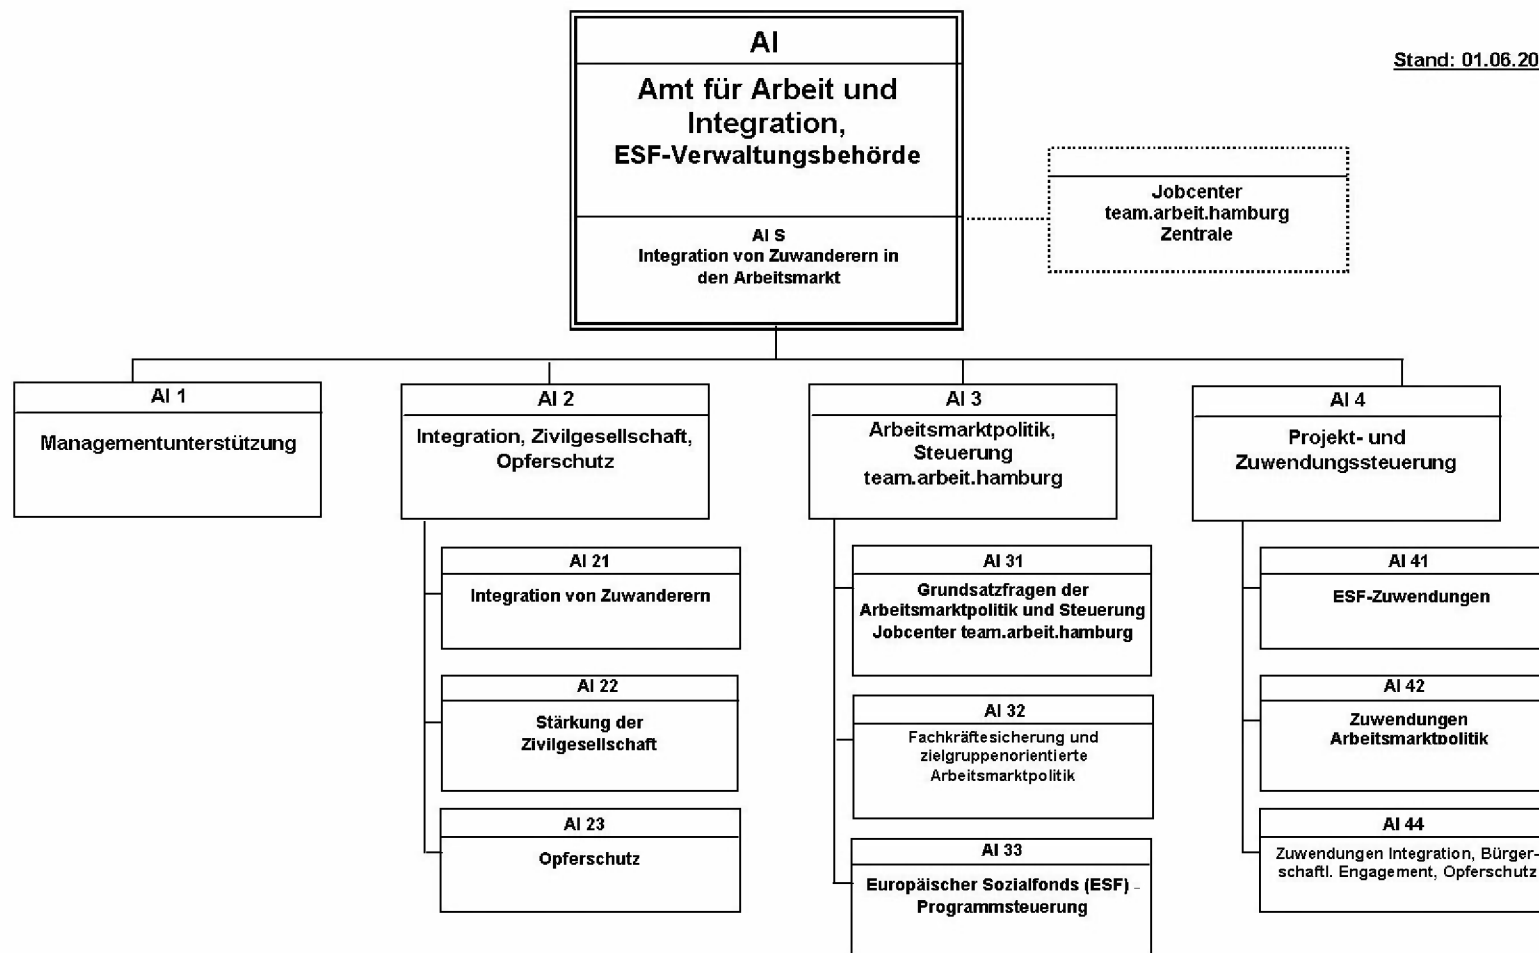 AI
Amt für Arbeit und
Integration,
ESF-Verwaltungsbehörde
AI S
Integration von Zuwanderern in
den Arbeitsmarkt
Stand: 01.06.20
Jobcenter
team.arbeit.hamburg
Zentrale
AI 1
Managementunterstützung
AI 2
Integration, Zivilgesellschaft,
Opferschutz
AI 21
Integration von Zuwanderern
AI 22
Stärkung der
Zivilgesellschaft
AI 23
Opferschutz
AI 3
Arbeitsmarktpolitik,
Steuerung
team.arbeit.hamburg
AI 31
Grundsatzfragen der
Arbeitsmarktpolitik und Steuerung
Jobcenter team.arbeit.hamburg
AI 32
Fachkräftesicherung und
zielgruppenorientierte
Arbeitsmarktpolitik
AI 33
Europäischer Sozialfonds (ESF) -
Programmsteuerung
AI 4
Projekt- und
Zuwendungssteuerung
AI 41
ESF-Zuwendungen
AI 42
Zuwendungen
Arbeitsmarktpolitik
AI 44
Zuwendungen Integration, Bürger-
schaftl. Engagement, Opferschutz